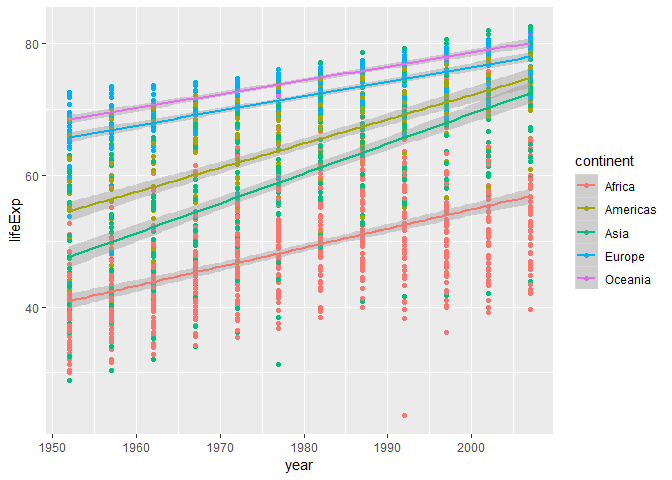 80
60
40
lifeExp
1950
1960
1970
1980
1990
2000
year
continent
Africa
Americas
Asia
Europe
Oceania